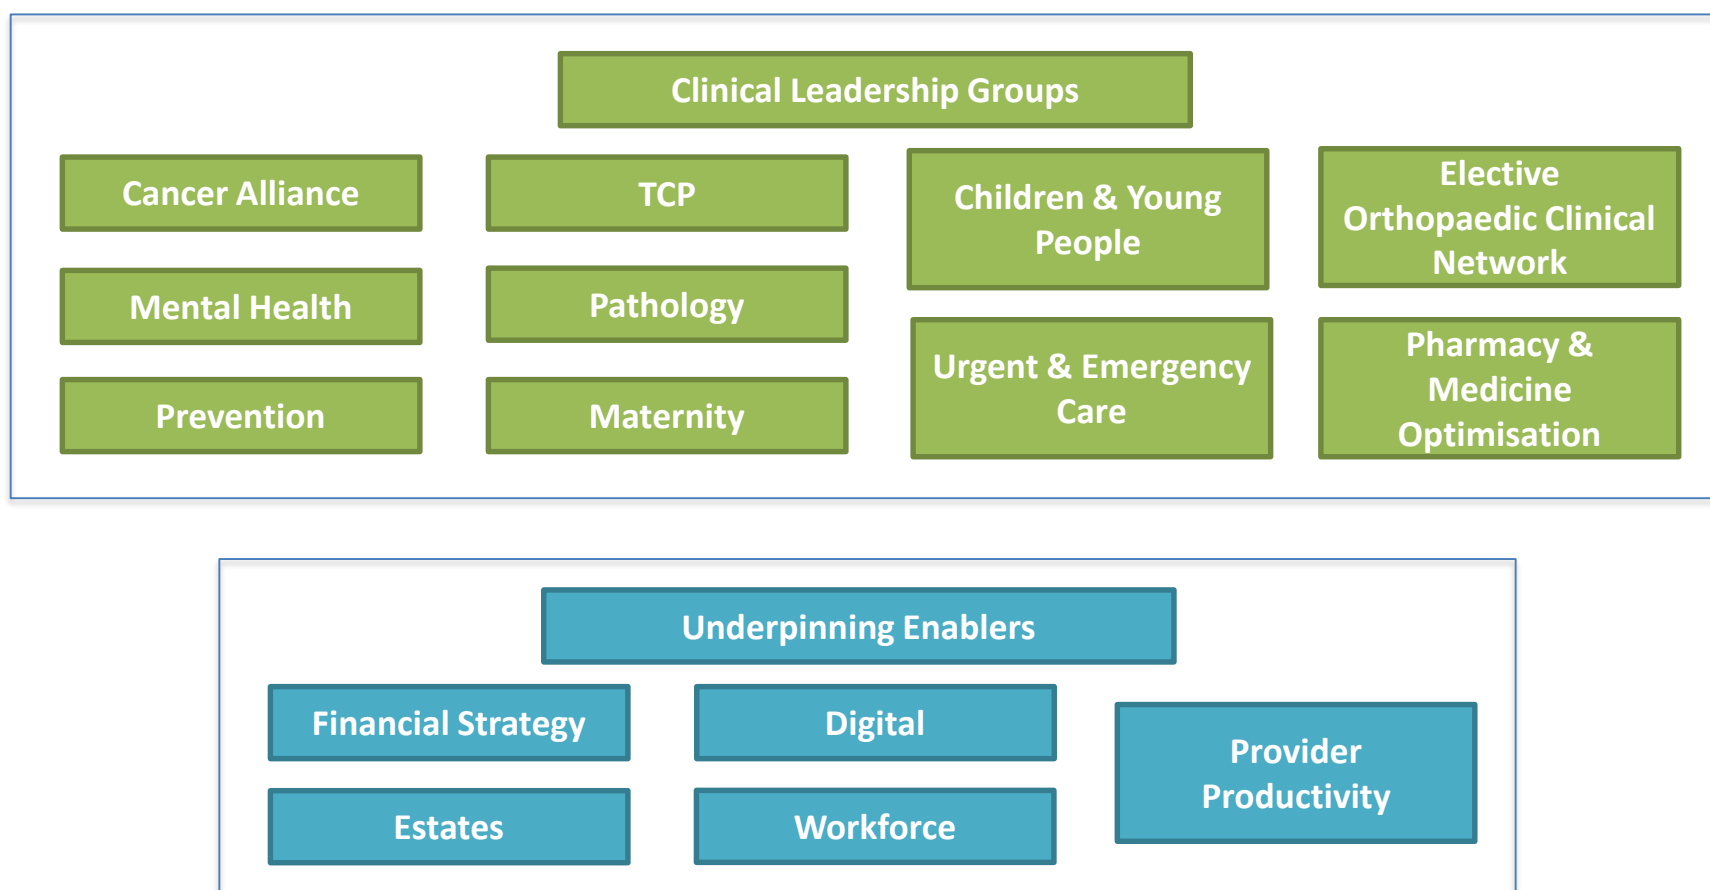 Clinical Leadership Groups
Cancer Alliance
TCP
Children & Young
People
Elective
Orthopaedic Clinical
Network
Mental Health
Pathology
Urgent & Emergency
Care
Pharmacy &
Medicine
Optimisation
Prevention
Maternity
Underpinning Enablers
Financial Strategy
Digital
Provider
Productivity
Estates
Workforce